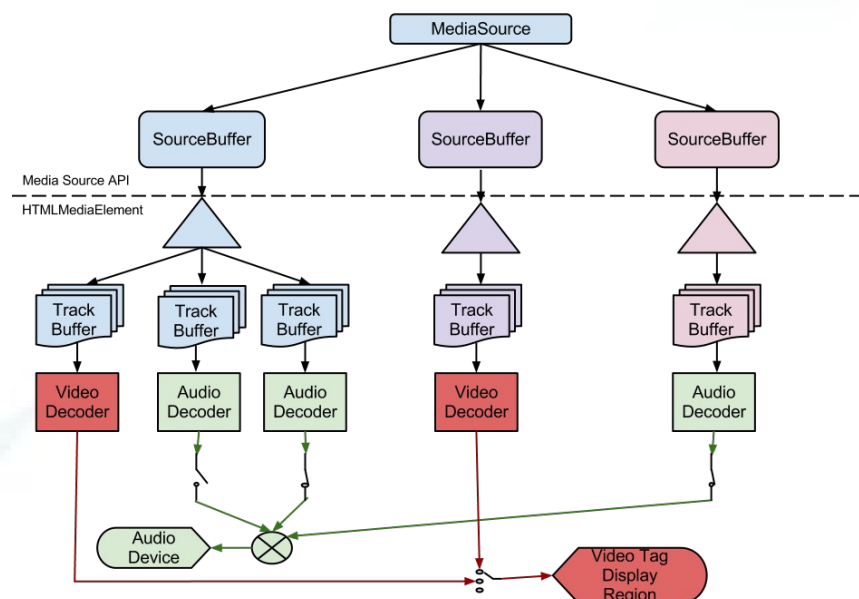 MediaSource
SourceBuffer
SourceBuffer
SourceBuffer
Media Source API
HTMLMediaElement
Track
Buffer
Track
Buffer
Track
Buffer
Track
Buffer
Track
Buffer
Video
Decoder
Audio
Decoder
Audio
Decoder
Video
Decoder
Audio
Decoder
Audio
Device
Video Tag
Display
Region